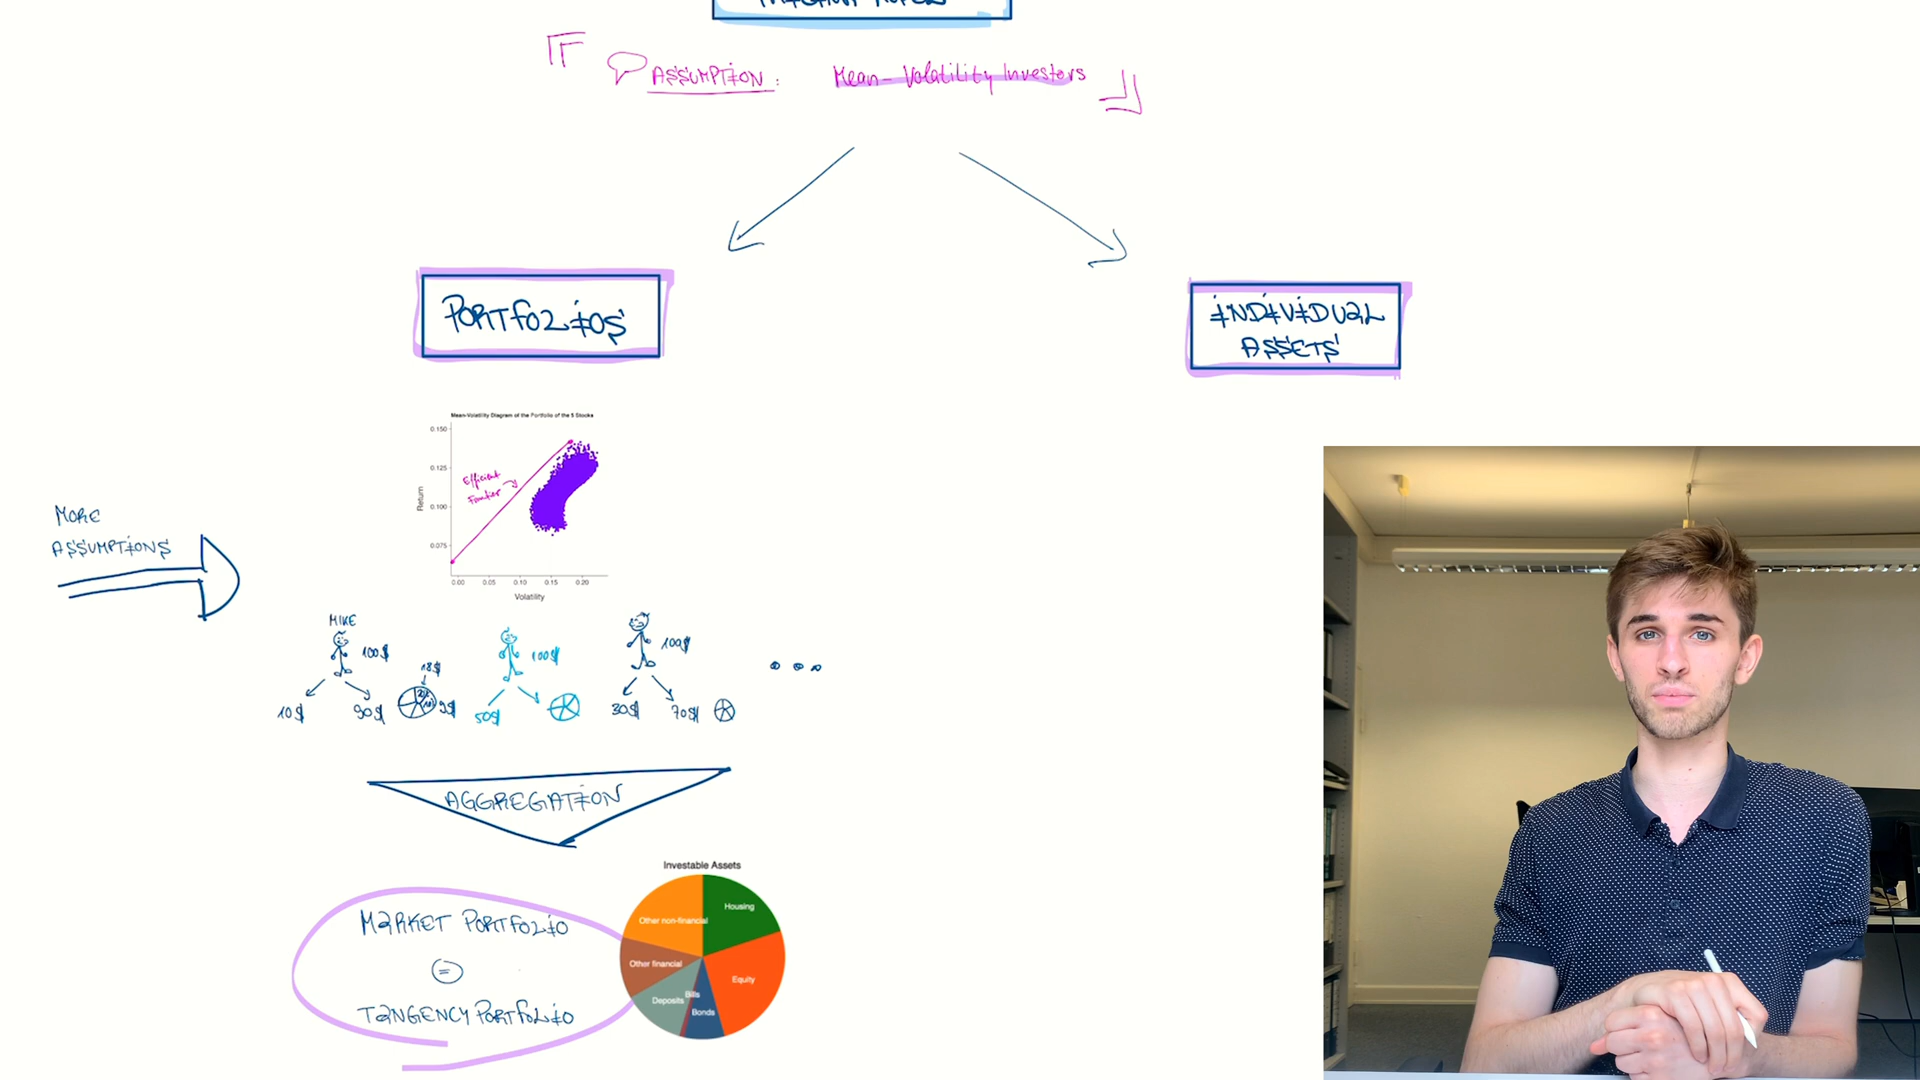 ASSUMPTION: Mean-Volatility Investors
PORTFOLIOS
INDIVIDUAL
ASSETS
Mean-Volatility Diagram of the Portfolio of the 5 Stocks
0.150
0.125
0.100
0.075
Return
Efficient
Frontier
0.00 0.05 0.10 0.15 0.20
Volatility
MORE
ASSUMPTIONS
MIKE
100$
18$
10$ 90$ 9$
100$
50$
100$
30$ 70$
AGGREGATION
Investable Assets
Housing
Other non-financial
Other financial
Equity
Deposits
Bills
Bonds
MARKET PORTFOLIO
=
TANGENCY PORTFOLIO